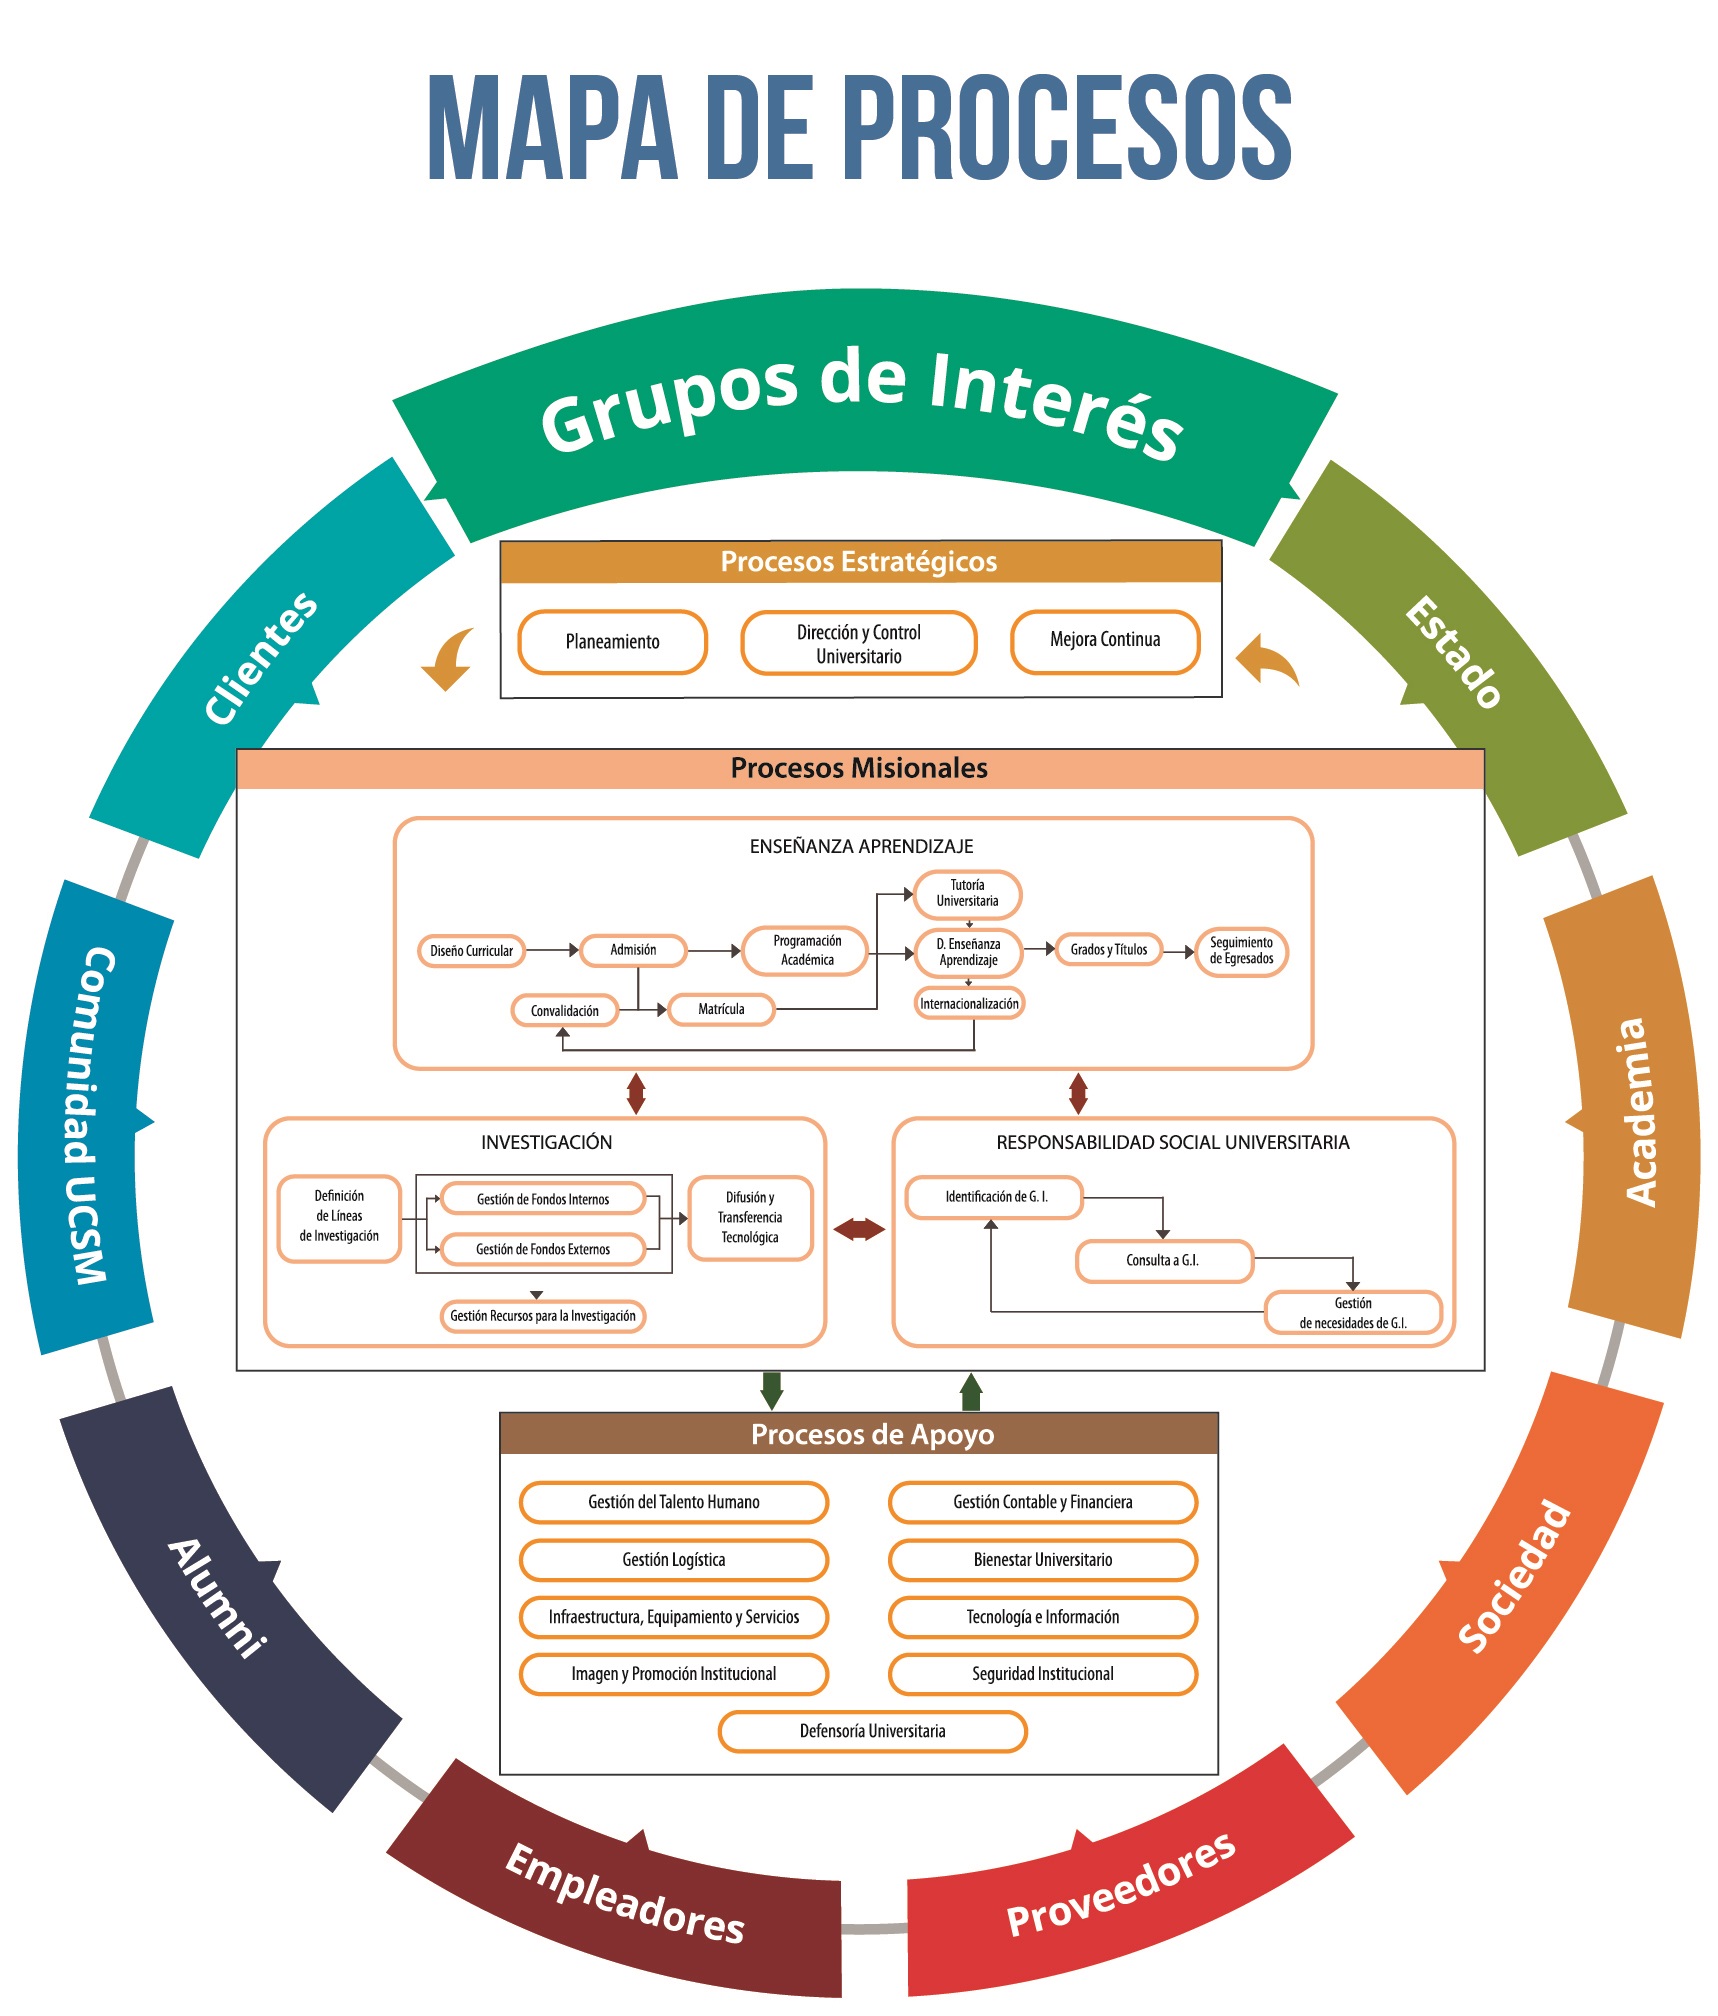 MAPA DE PROCESOS
Grupos de Interés
Clientes
Estado
Procesos Estratégicos
Planeamiento
Dirección y Control
Universitario
Mejora Continua
Procesos Misionales
ENSEÑANZA APRENDIZAJE
Diseño Curricular
Admisión
Programación
Académica
Tutoría
Universitaria
D. Enseñanza
Aprendizaje
Grados y Títulos
Seguimiento
de Egresados
Convalidación
Matrícula
Internacionalización
Comunidad UCSM
Academia
INVESTIGACIÓN
Definición
de Líneas
de Investigación
Gestión de Fondos Internos
Gestión de Fondos Externos
Difusión y
Transferencia
Tecnológica
Gestión Recursos para la Investigación
RESPONSABILIDAD SOCIAL UNIVERSITARIA
Identificación de G. I.
Consulta a G.I.
Gestión
de necesidades de G.I.
Procesos de Apoyo
Gestión del Talento Humano
Gestión Contable y Financiera
Gestión Logística
Bienestar Universitario
Infraestructura, Equipamiento y Servicios
Tecnología e Información
Imagen y Promoción Institucional
Seguridad Institucional
Defensoría Universitaria
Alumni
Sociedad
Empleadores
Proveedores